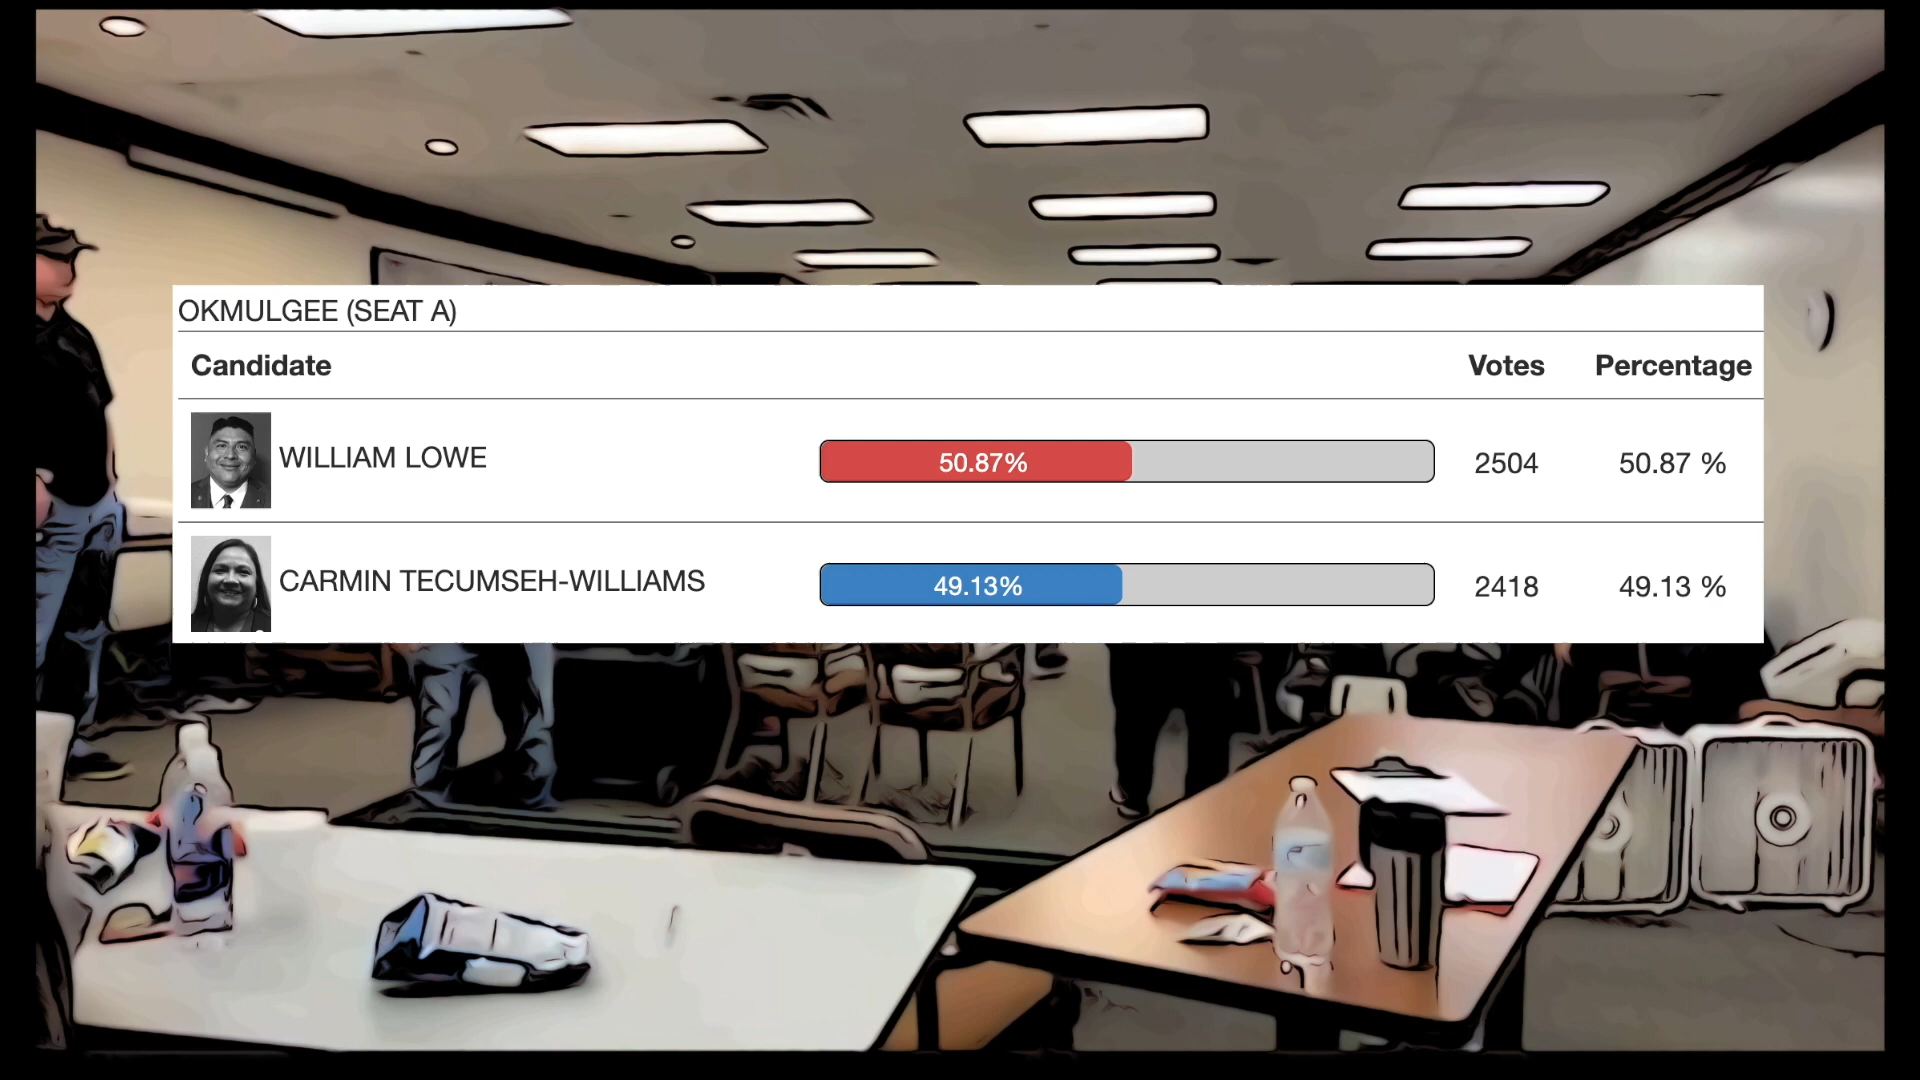 OKMULGEE (SEAT A)
Candidate Votes Percentage
WILLIAM LOWE 50.87% 2504 50.87 %
CARMIN TECUMSEH-WILLIAMS 49.13% 2418 49.13 %